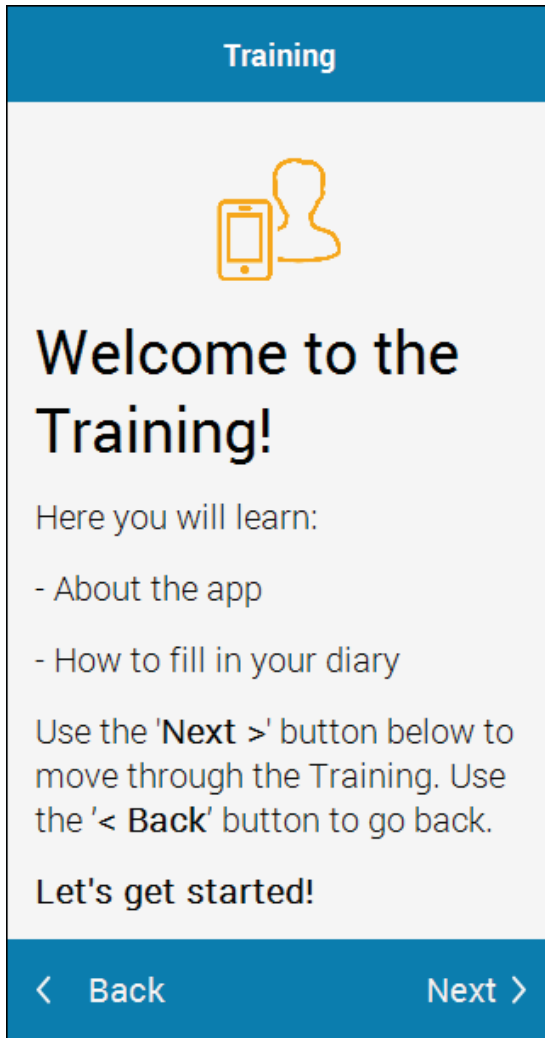 Training
Welcome to the
Training!
Here you will learn:
- About the app
- How to fill in your diary
Use the 'Next >' button below to
move through the Training. Use
the '< Back' button to go back.
Let's get started!
< Back
Next >